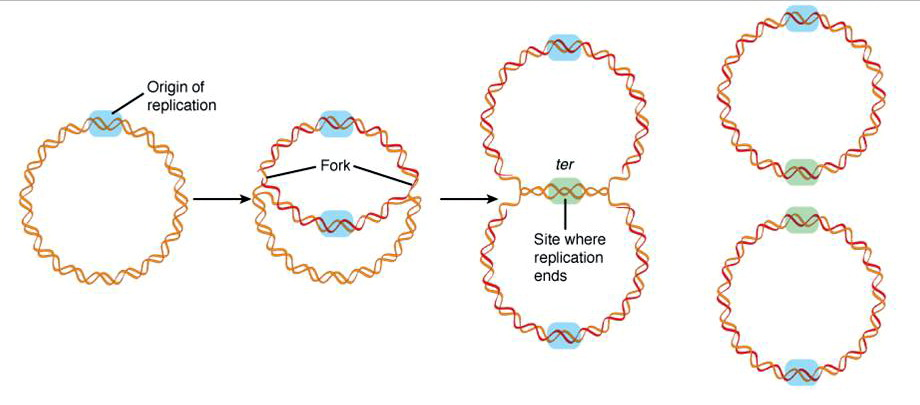 Origin of
replication
Fork
ter
Site where
replication
ends